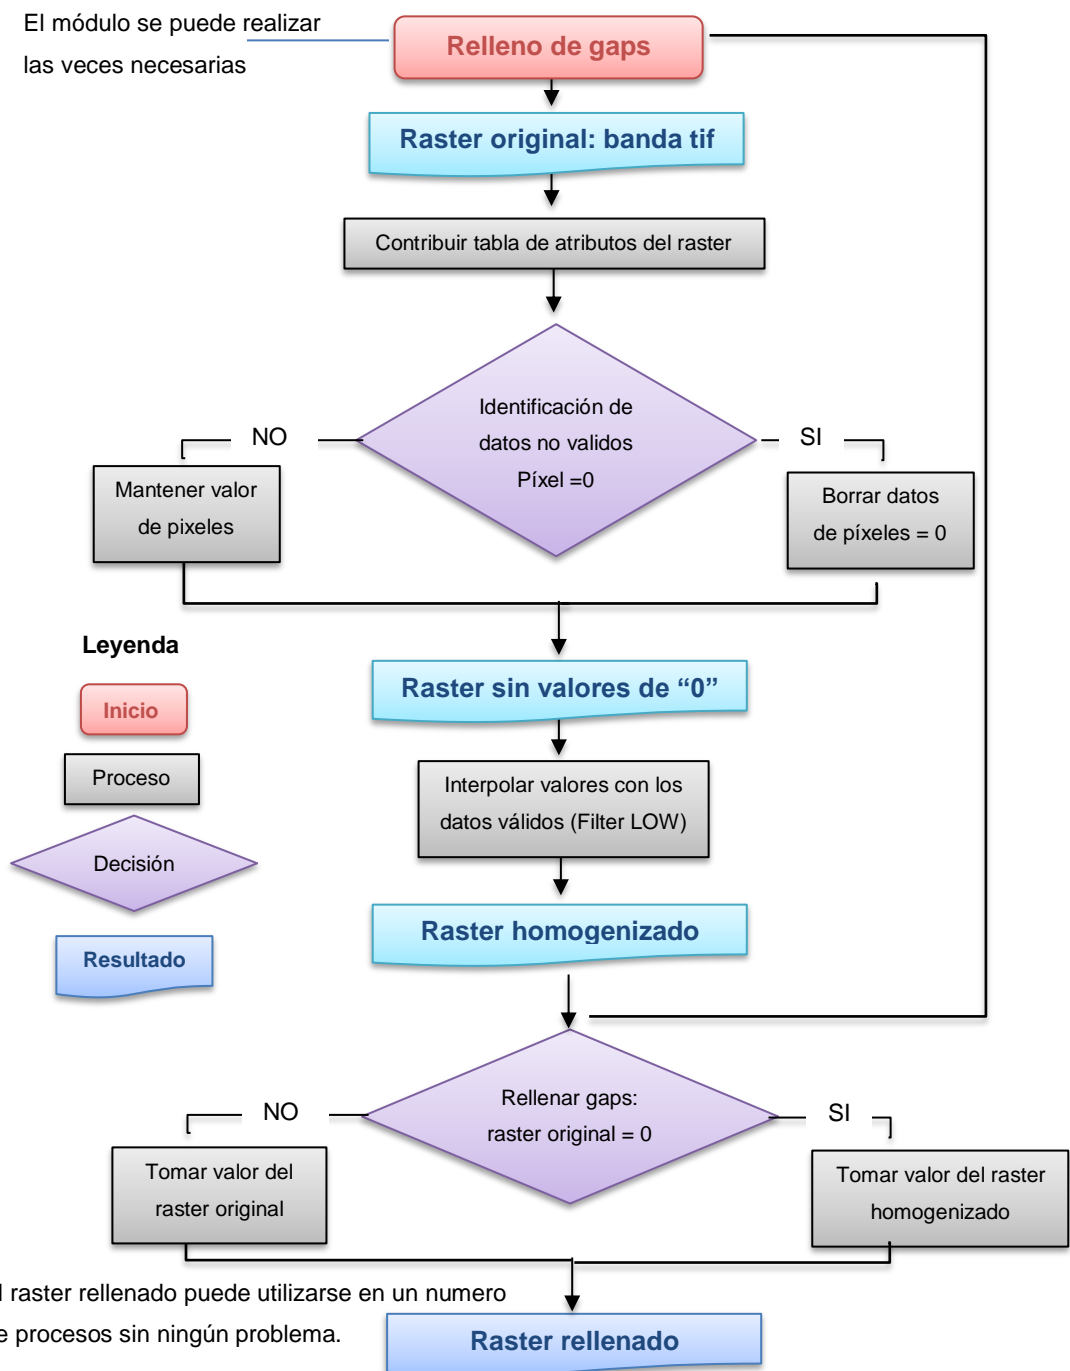 El módulo se puede realizar
las veces necesarias
Relleno de gaps
Raster original: banda tif
Contribuir tabla de atributos del raster
Identificación de
datos no validos
Píxel =0
NO
SI
Mantener valor
de pixeles
Borrar datos
de píxeles = 0
Leyenda
Inicio
Proceso
Decisión
Resultado
Raster sin valores de “0”
Interpolar valores con los
datos válidos (Filter LOW)
Raster homogenizado
Rellenar gaps:
raster original = 0
NO
SI
Tomar valor del
raster original
Tomar valor del raster
homogenizado
l raster rellenado puede utilizarse en un numero
e procesos sin ningún problema.
Raster rellenado